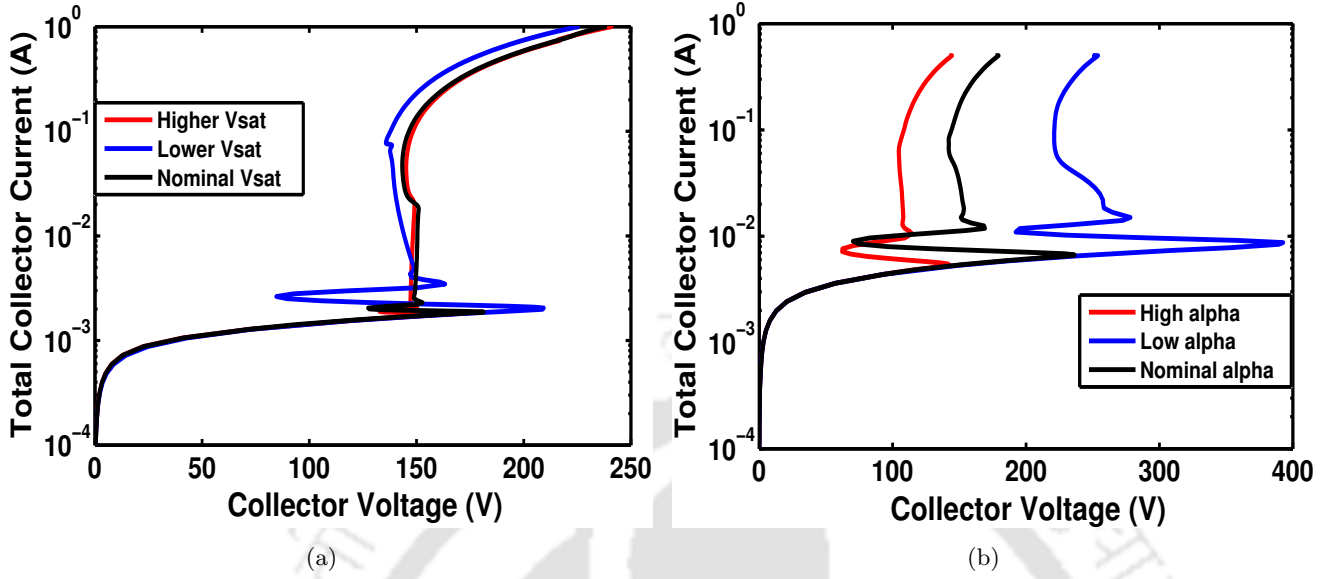 Total Collector Current (A)
10^0
10^-1
10^-2
10^-3
10^-4
Higher Vsat
Lower Vsat
Nominal Vsat
0 50 100 150 200 250
Collector Voltage (V)
(a)
Total Collector Current (A)
10^0
10^-1
10^-2
10^-3
10^-4
High alpha
Low alpha
Nominal alpha
0 100 200 300 400
Collector Voltage (V)
(b)